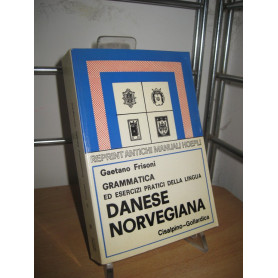 REPRINT ANTICHI MANUALI HOEPLI
Gaetano Frisoni
GRAMMATICA
ED ESERCIZI PRATICI DELLA LINGUA
DANESE
NORVEGIANA
Cisalpino-Goliardica